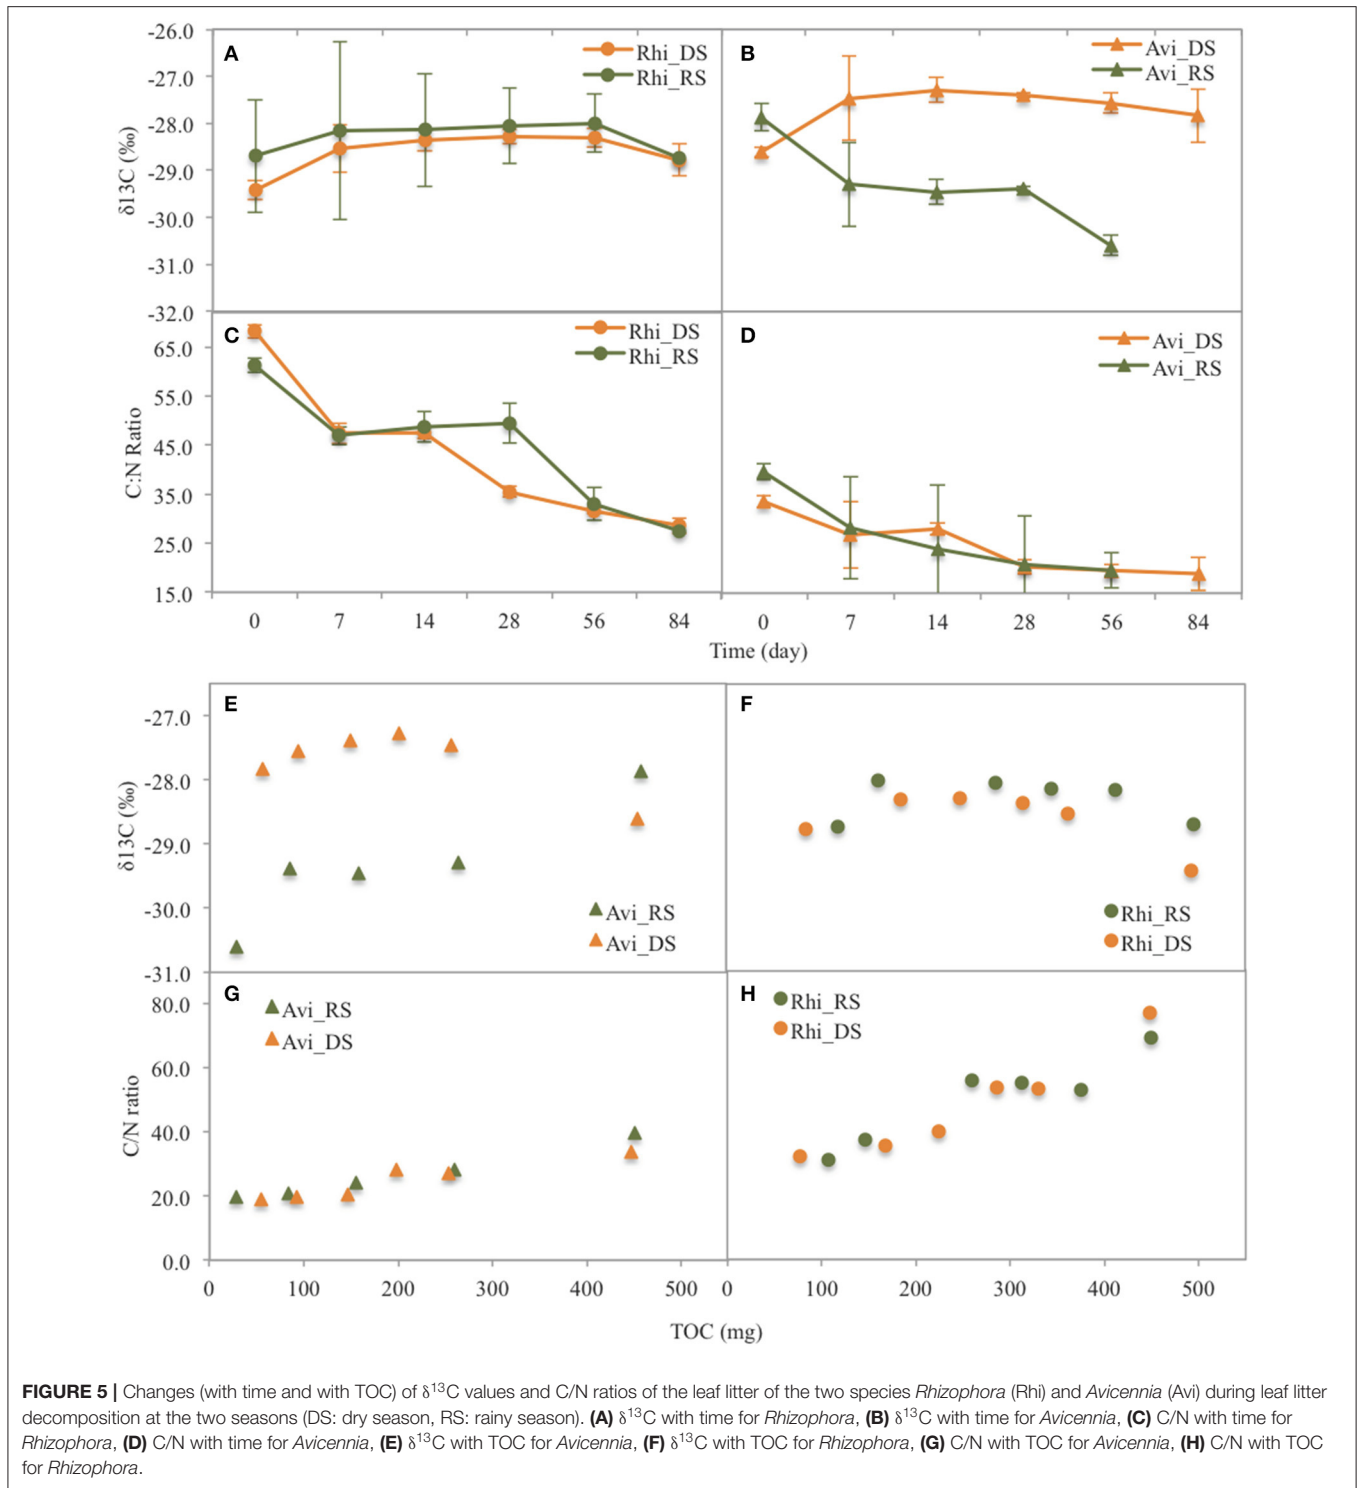 A
Rhi_DS
Rhi_RS
B
Avi_DS
Avi_RS
-26.0
-27.0
-28.0
-29.0
-30.0
-31.0
-32.0
δ13C (‰)
C
Rhi_DS
Rhi_RS
D
Avi_DS
Avi_RS
65.0
55.0
45.0
35.0
25.0
15.0
C:N Ratio
0 7 14 28 56 84 0 7 14 28 56 84
Time (day)
E
F
-27.0
-28.0
-29.0
-30.0
-31.0
δ13C (‰)
Avi_RS
Avi_DS
Rhi_RS
Rhi_DS
G
Avi_RS
Avi_DS
H
Rhi_RS
Rhi_DS
80.0
60.0
40.0
20.0
0.0
C/N ratio
0 100 200 300 400 500 0 100 200 300 400 500
TOC (mg)
FIGURE 5 | Changes (with time and with TOC) of δ¹³C values and C/N ratios of the leaf litter of the two species Rhizophora (Rhi) and Avicennia (Avi) during leaf litter
decomposition at the two seasons (DS: dry season, RS: rainy season). (A) δ¹³C with time for Rhizophora, (B) δ¹³C with time for Avicennia, (C) C/N with time for
Rhizophora, (D) C/N with time for Avicennia, (E) δ¹³C with TOC for Avicennia, (F) δ¹³C with TOC for Rhizophora, (G) C/N with TOC for Avicennia, (H) C/N with TOC
for Rhizophora.